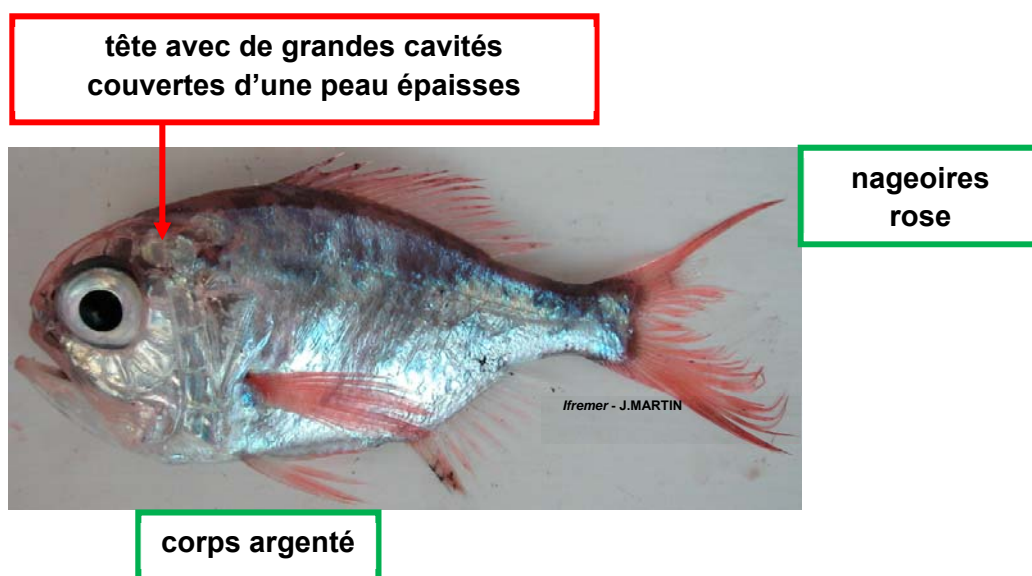 tête avec de grandes cavités
couvertes d'une peau épaisses
nageoires
rose
Ifremer - J.MARTIN
corps argenté